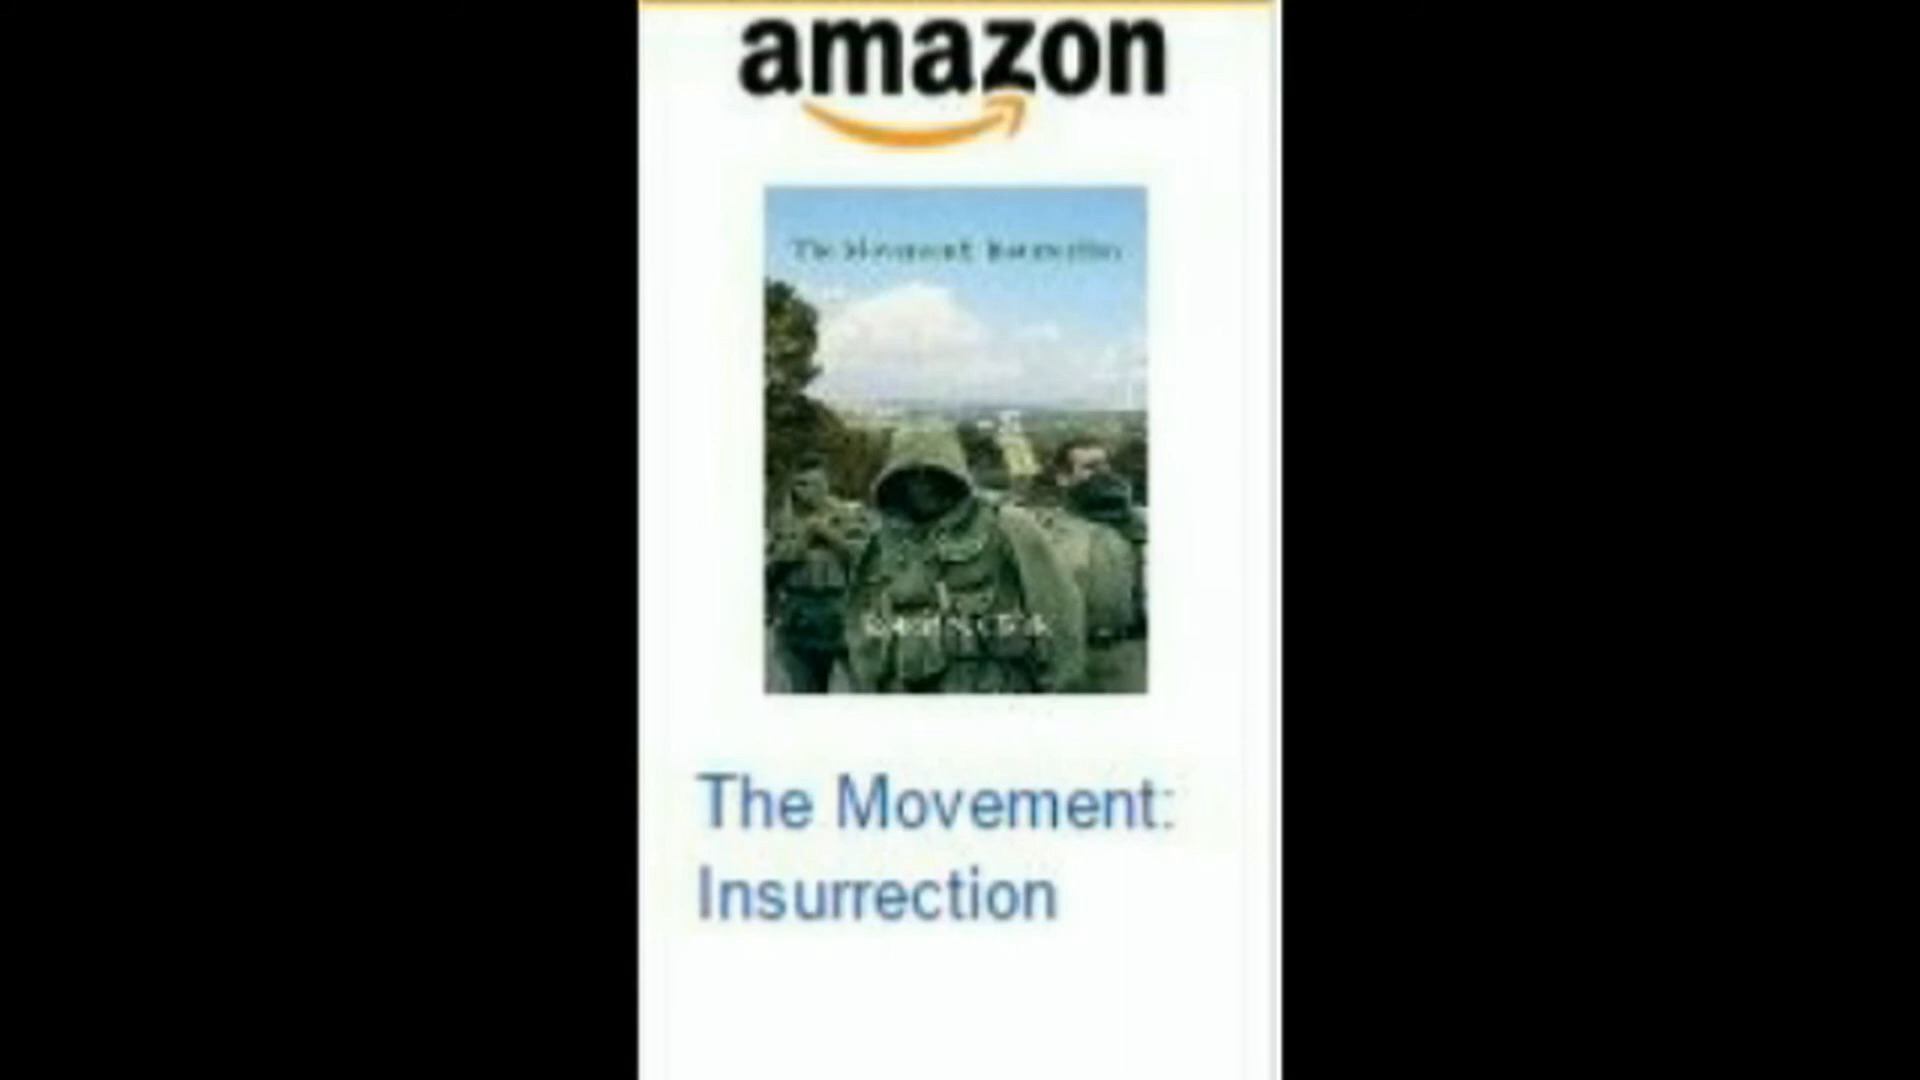 amazon
The Movement: Insurrection
The Movement:
Insurrection